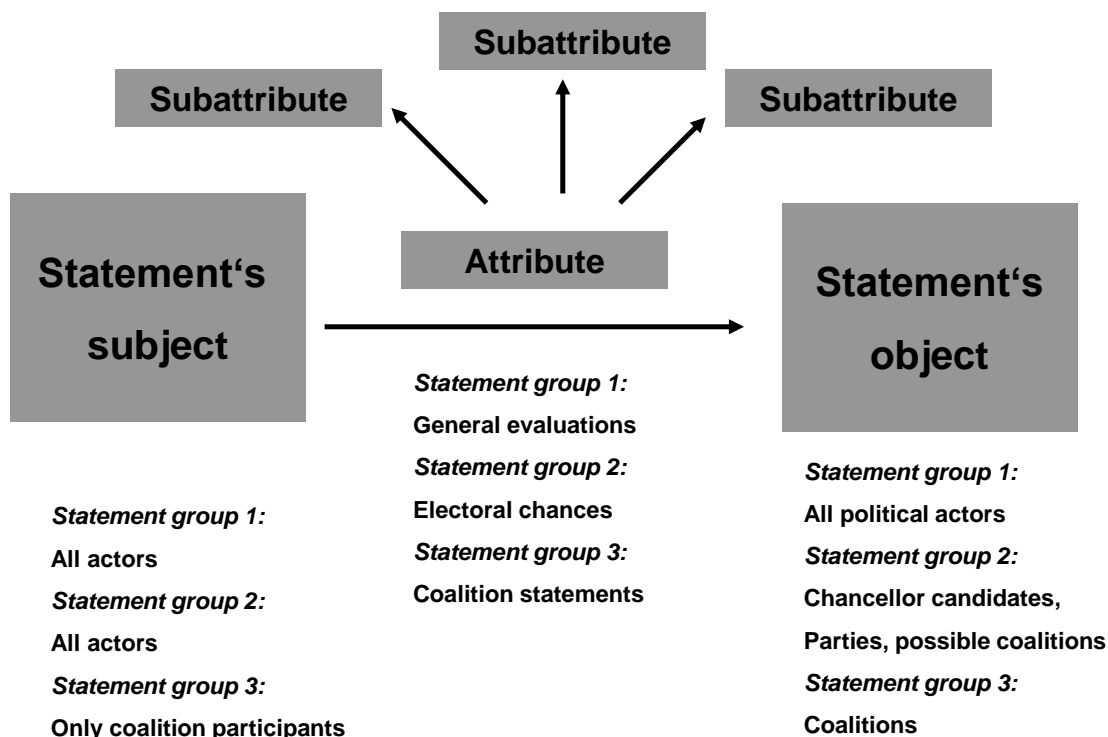 Subattribute
Subattribute
Subattribute
Statement‘s
subject
Attribute
Statement‘s
object
Statement group 1:
All actors
Statement group 2:
All actors
Statement group 3:
Only coalition participants
Statement group 1:
General evaluations
Statement group 2:
Electoral chances
Statement group 3:
Coalition statements
Statement group 1:
All political actors
Statement group 2:
Chancellor candidates,
Parties, possible coalitions
Statement group 3:
Coalitions